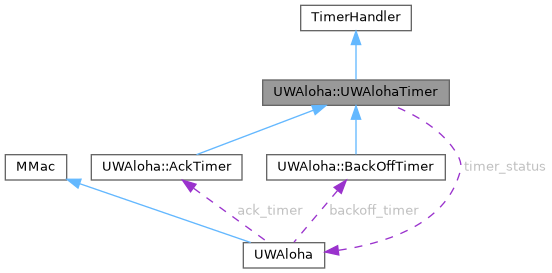 TimerHandler
UWAloha::UWAlohaTimer
MMac
UWAloha::AckTimer
UWAloha::BackOffTimer
timer_status
ack_timer
backoff_timer
UWAloha